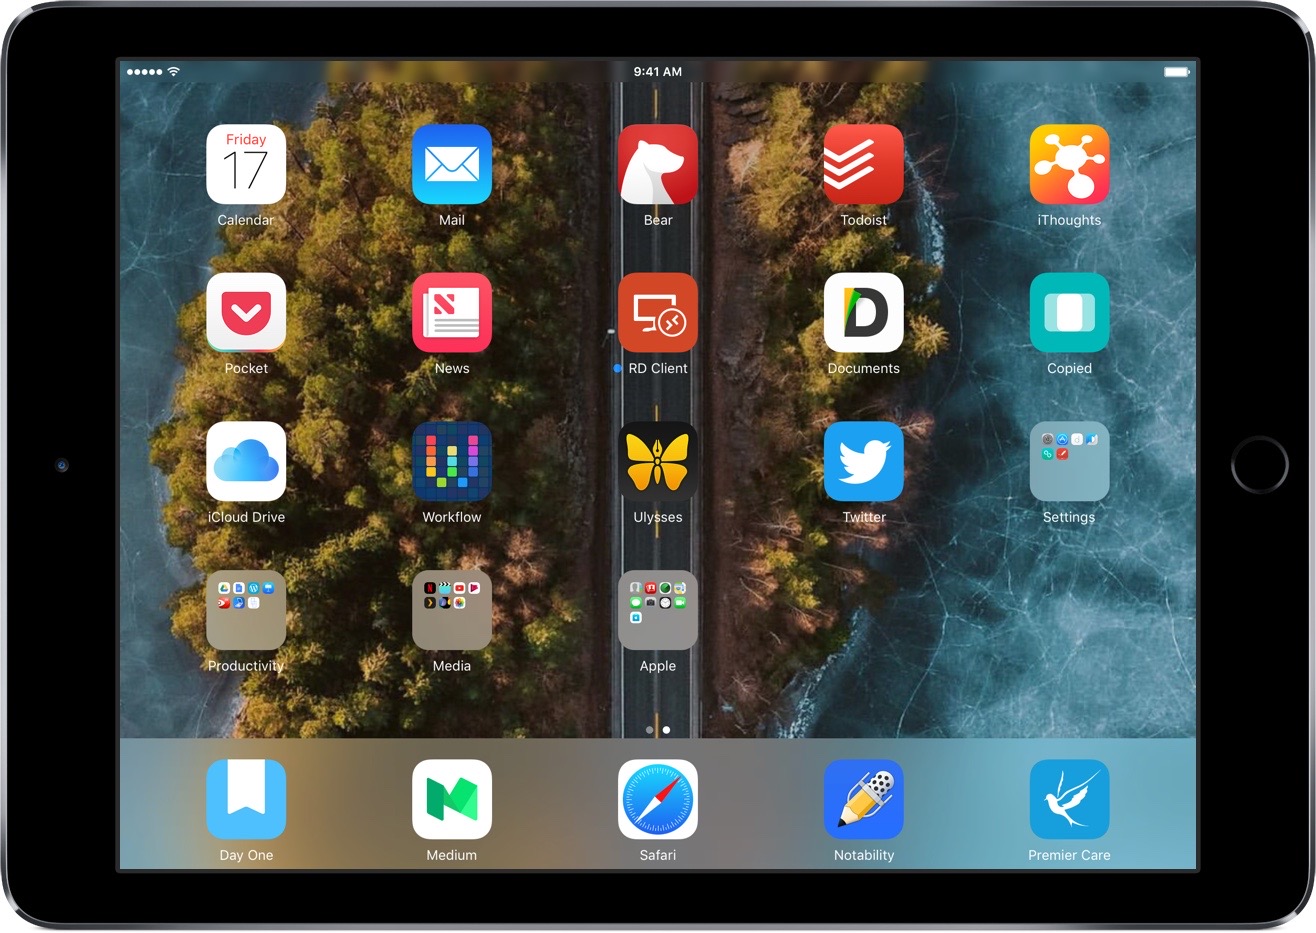 9:41 AM
Friday
17
Calendar
Mail
Bear
Todoist
iThoughts
Pocket
News
RD Client
Documents
Copied
iCloud Drive
Workflow
Ulysses
Twitter
Settings
Productivity
Media
Apple
Day One
Medium
Safari
Notability
Premier Care